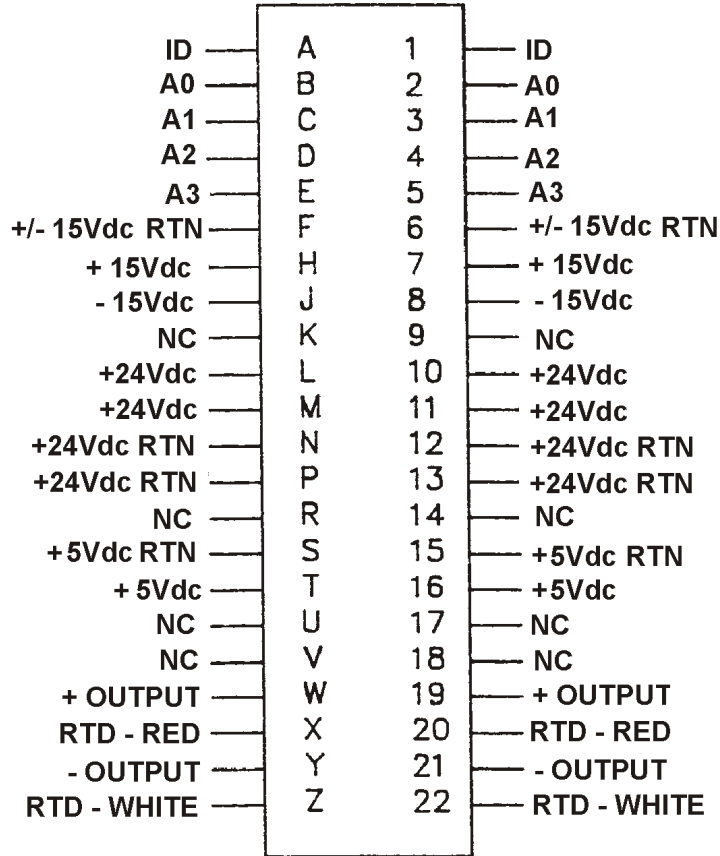 ID A 1 ID
A0 B 2 A0
A1 C 3 A1
A2 D 4 A2
A3 E 5 A3
+/- 15Vdc RTN F 6 +/- 15Vdc RTN
+ 15Vdc H 7 + 15Vdc
- 15Vdc J 8 - 15Vdc
NC K 9 NC
+24Vdc L 10 +24Vdc
+24Vdc M 11 +24Vdc
+24Vdc RTN N 12 +24Vdc RTN
+24Vdc RTN P 13 +24Vdc RTN
NC R 14 NC
+5Vdc RTN S 15 +5Vdc RTN
+ 5Vdc T 16 +5Vdc
NC U 17 NC
NC V 18 NC
+ OUTPUT W 19 + OUTPUT
RTD - RED X 20 RTD - RED
- OUTPUT Y 21 - OUTPUT
RTD - WHITE Z 22 RTD - WHITE